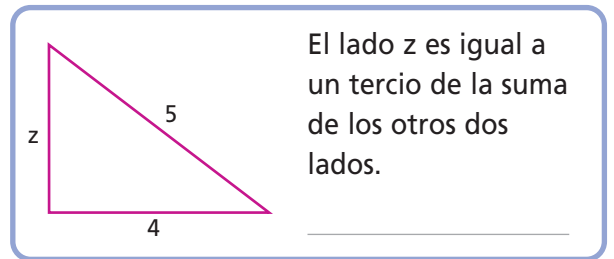 El lado z es igual a
un tercio de la suma
de los otros dos
lados.
z
5
4